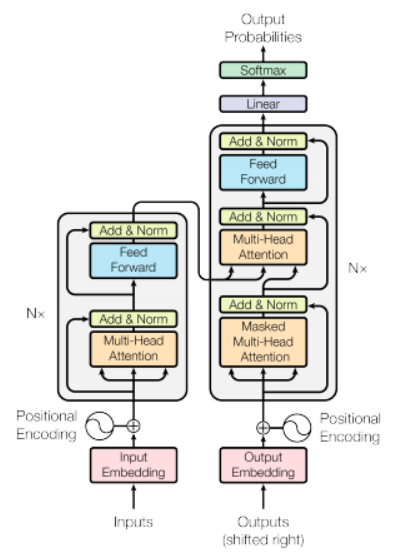 Output
Probabilities
Softmax
Linear
Add & Norm
Feed
Forward
Add & Norm
Multi-Head
Attention
Add & Norm
Masked
Multi-Head
Attention
Nx
Positional
Encoding
Output
Embedding
Outputs
(shifted right)
Add & Norm
Feed
Forward
Add & Norm
Multi-Head
Attention
Nx
Positional
Encoding
Input
Embedding
Inputs